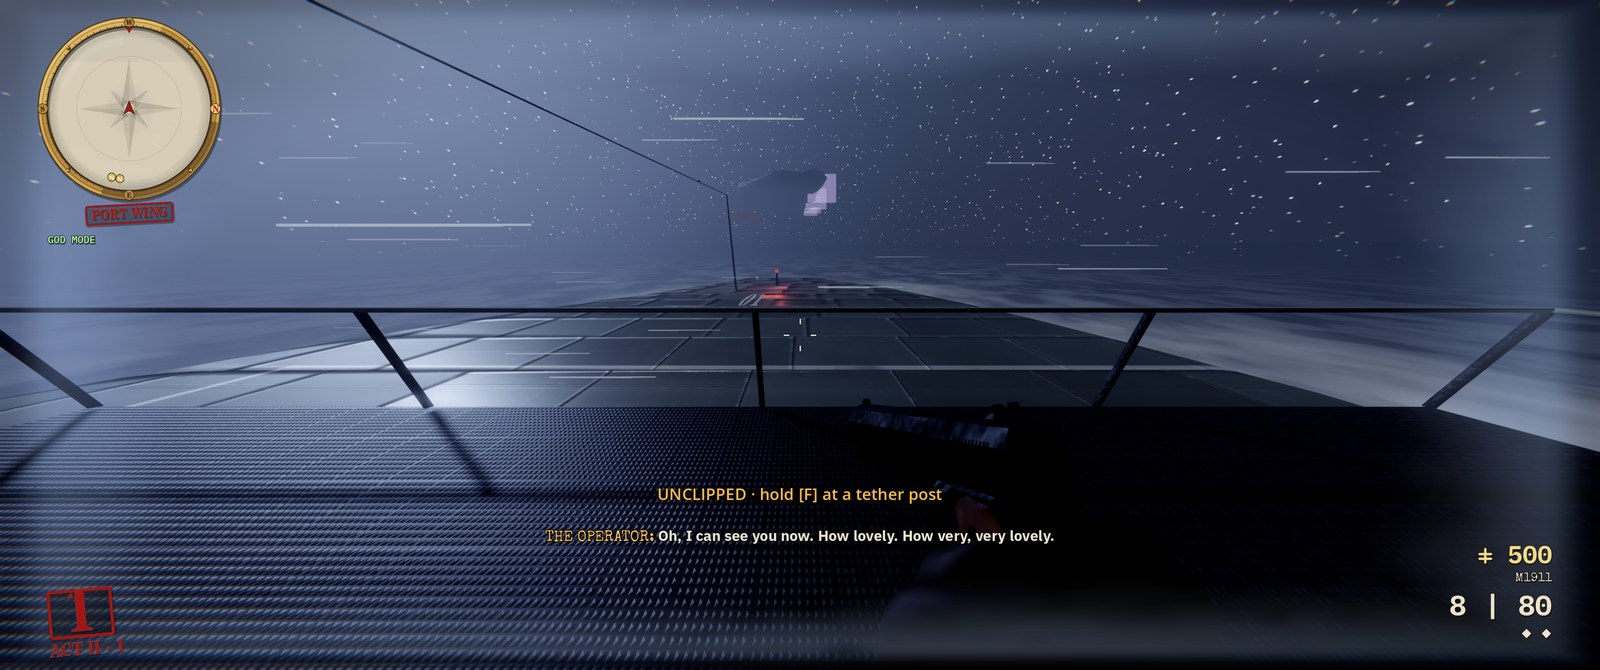 W
N
E
PORT WING
GOD MODE
01
UNCLIPPED · hold [F] at a tether post
THE OPERATOR: Oh, I can see you now. How lovely. How very, very lovely.
ǂ 500
M1911
8 | 80
I
ACT II - 1